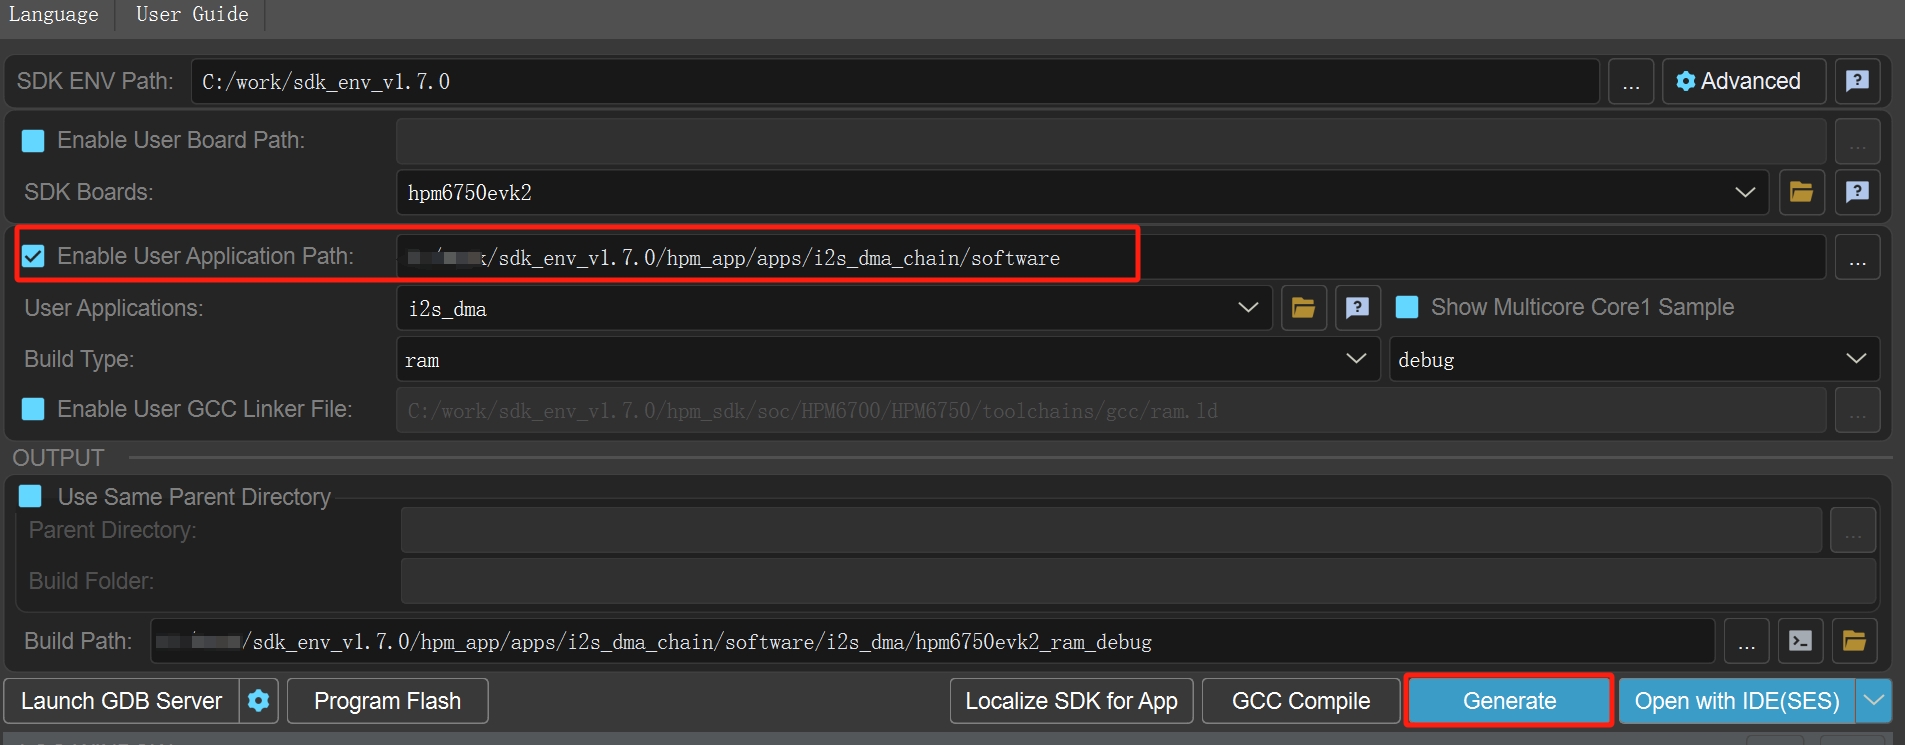 Language User Guide
SDK ENV Path: C:/work/sdk_env_v1.7.0 ... Advanced
Enable User Board Path: ...
SDK Boards: hpm6750evk2
Enable User Application Path: /sdk_env_v1.7.0/hpm_app/apps/i2s_dma_chain/software ...
User Applications: i2s_dma Show Multicore Core1 Sample
Build Type: ram debug
Enable User GCC Linker File: C:/work/sdk_env_v1.7.0/hpm_sdk/soc/HPM6700/HPM6750/toolchains/gcc/ram.ld ...
OUTPUT
Use Same Parent Directory
Parent Directory: ...
Build Folder:
Build Path: /sdk_env_v1.7.0/hpm_app/apps/i2s_dma_chain/software/i2s_dma/hpm6750evk2_ram_debug ...
Launch GDB Server Program Flash Localize SDK for App GCC Compile Generate Open with IDE(SES)